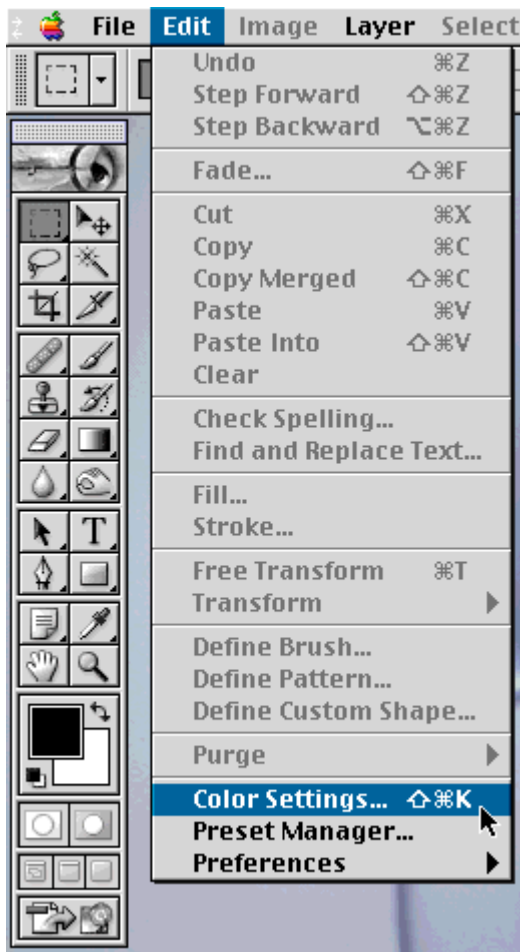 File Edit Image Layer Select
Undo ⌘Z
Step Forward ⇧⌘Z
Step Backward ⌥⌘Z
Fade... ⇧⌘F
Cut ⌘X
Copy ⌘C
Copy Merged ⇧⌘C
Paste ⌘V
Paste Into ⇧⌘V
Clear
Check Spelling...
Find and Replace Text...
Fill...
Stroke...
Free Transform ⌘T
Transform
Define Brush...
Define Pattern...
Define Custom Shape...
Purge
Color Settings... ⇧⌘K
Preset Manager...
Preferences
T